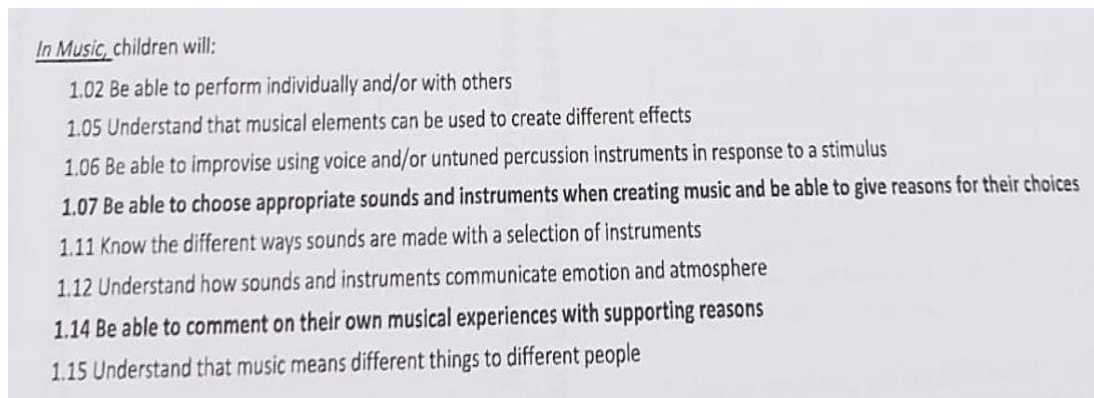 In Music, children will:
1.02 Be able to perform individually and/or with others
1.05 Understand that musical elements can be used to create different effects
1.06 Be able to improvise using voice and/or untuned percussion instruments in response to a stimulus
1.07 Be able to choose appropriate sounds and instruments when creating music and be able to give reasons for their choices
1.11 Know the different ways sounds are made with a selection of instruments
1.12 Understand how sounds and instruments communicate emotion and atmosphere
1.14 Be able to comment on their own musical experiences with supporting reasons
1.15 Understand that music means different things to different people